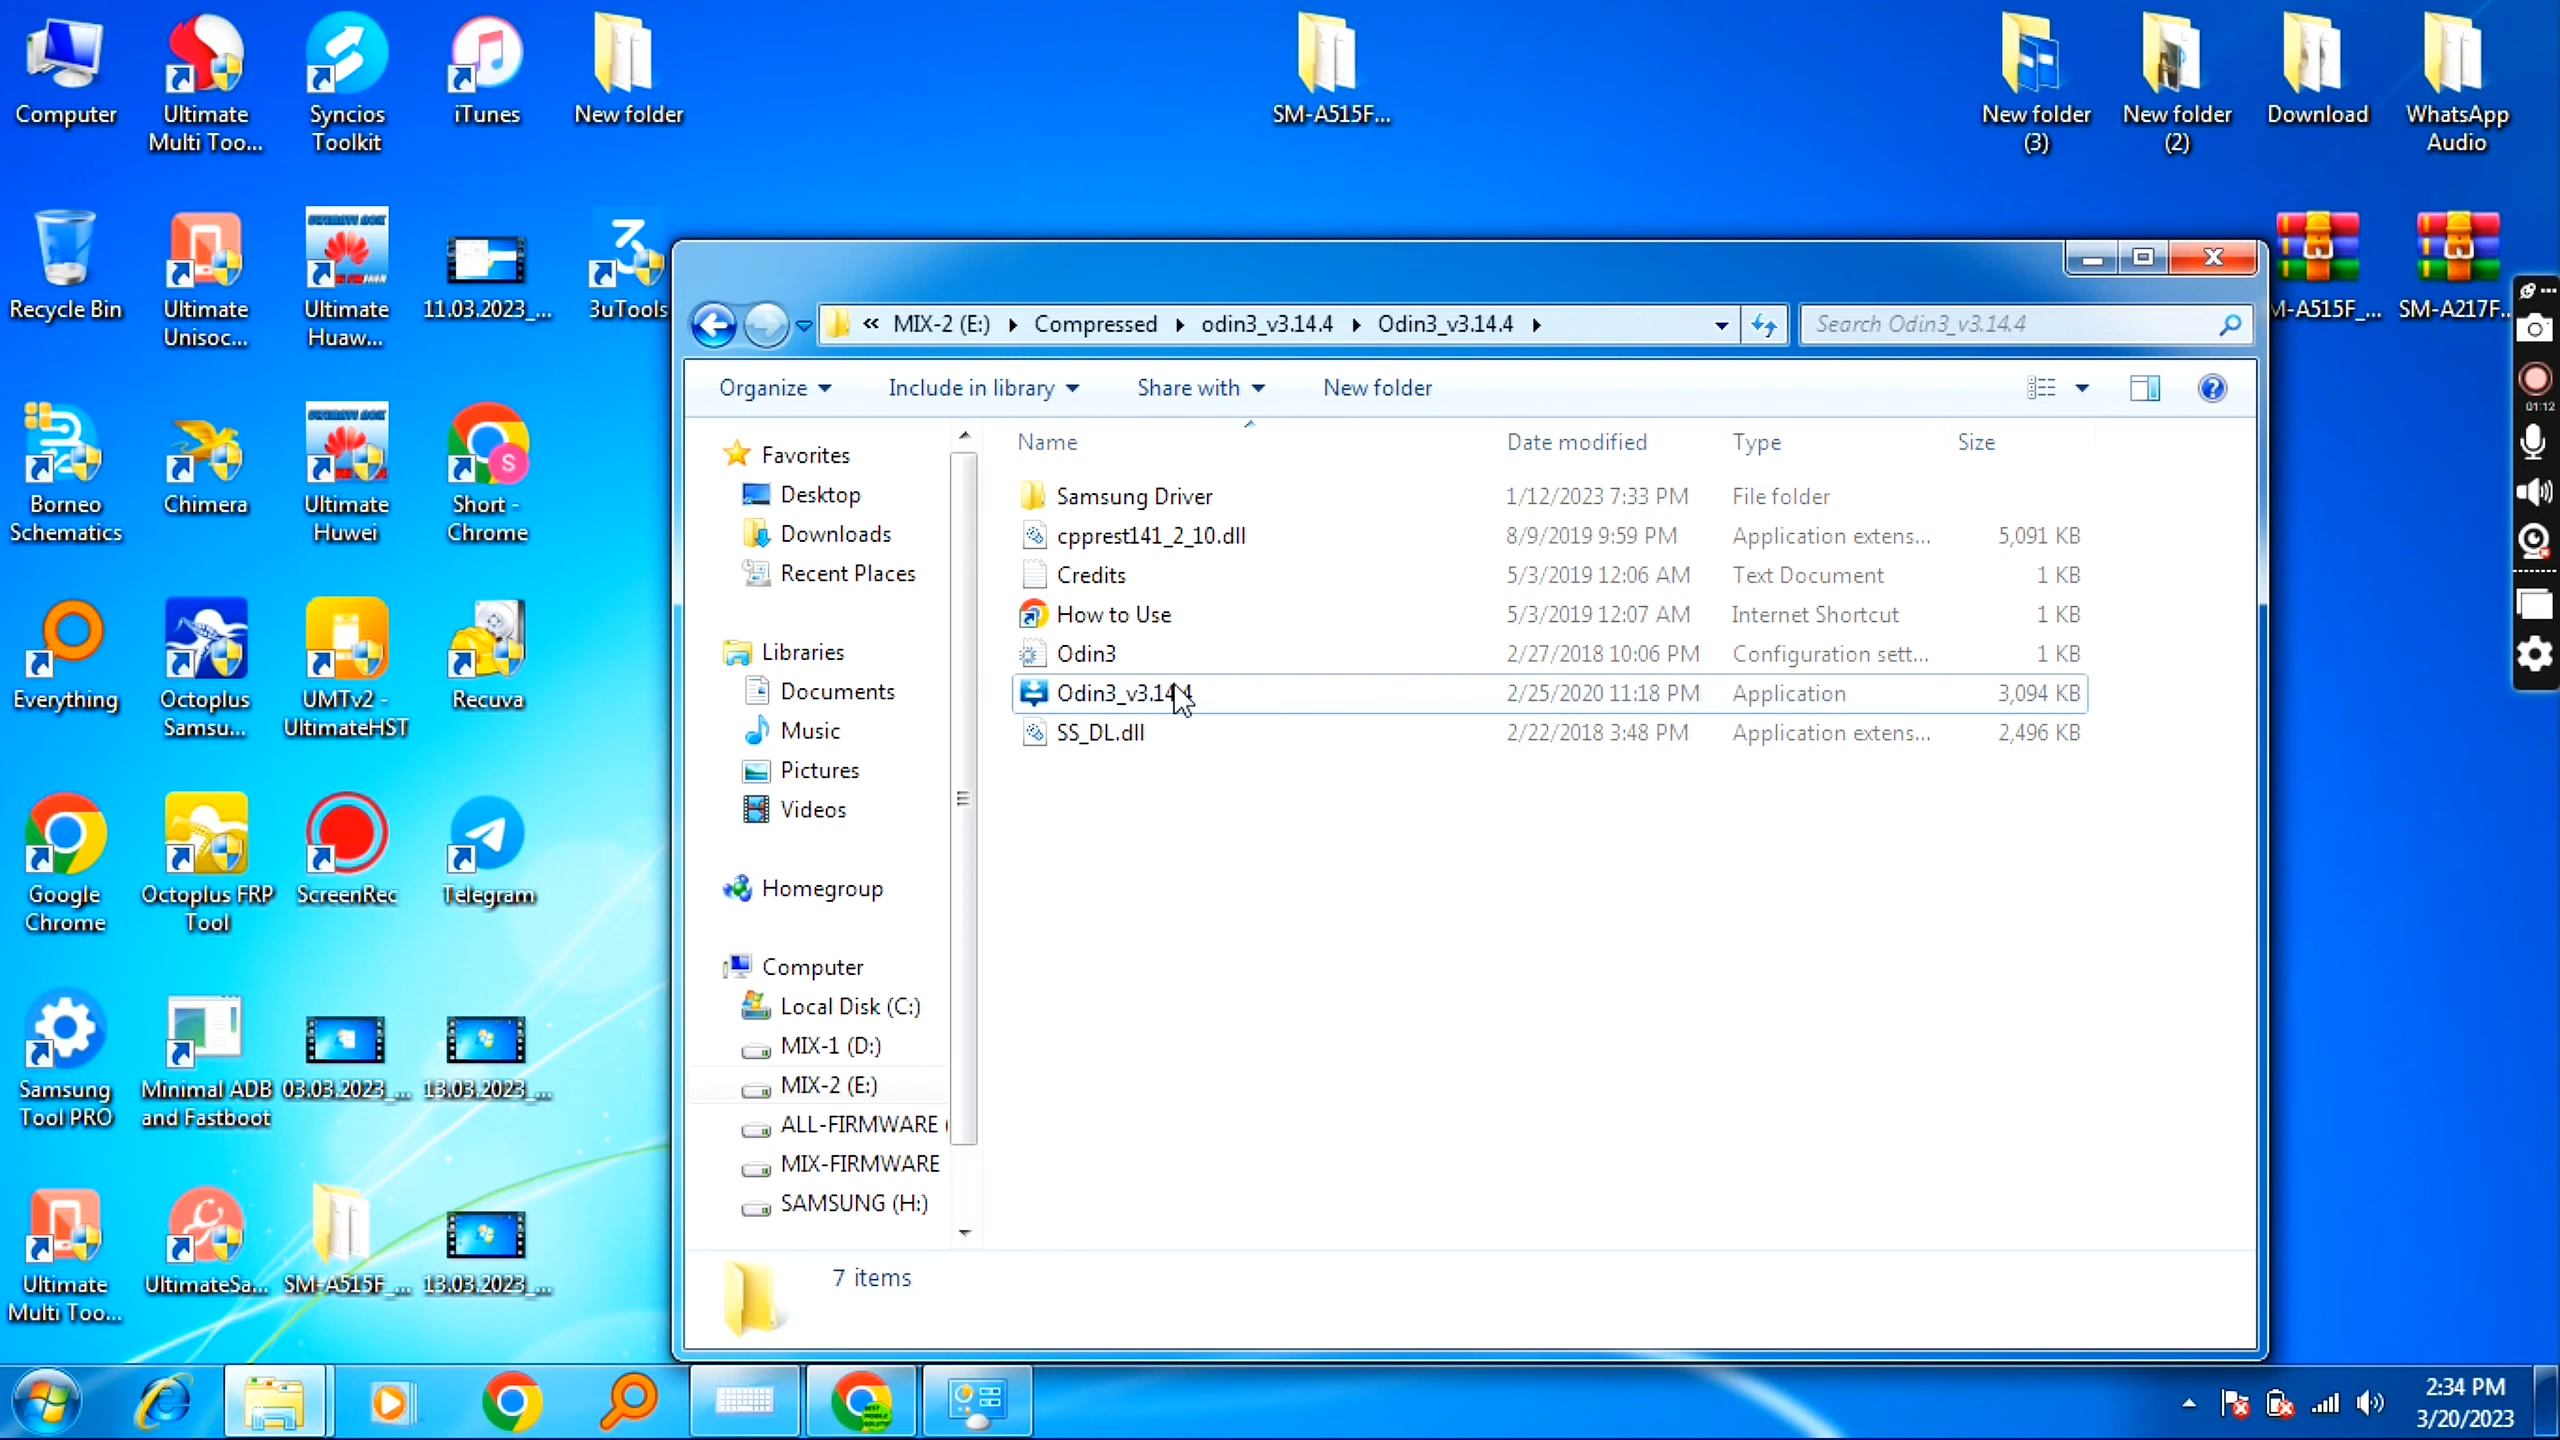 Computer
Ultimate
Multi Too...
Syncios
Toolkit
iTunes
New folder
SM-A515F...
New folder
(3)
New folder
(2)
Download
WhatsApp
Audio
Recycle Bin
Ultimate
Unisoc...
Ultimate
Huaw...
11.03.2023_...
3uTools
M-A515F_...
SM-A217F...
Borneo
Schematics
Chimera
Ultimate
Huwei
Short -
Chrome
Everything
Octoplus
Samsu...
UMTv2 -
UltimateHST
Recuva
Google
Chrome
Octoplus FRP
Tool
ScreenRec
Telegram
Samsung
Tool PRO
Minimal ADB
and Fastboot
03.03.2023_...
13.03.2023_...
Ultimate
Multi Too...
UltimateSa...
SM-A515F_...
13.03.2023_...
« MIX-2 (E:) Compressed odin3_v3.14.4 Odin3_v3.14.4
Search Odin3_v3.14.4
Organize Include in library Share with New folder
Favorites
Desktop
Downloads
Recent Places
Libraries
Documents
Music
Pictures
Videos
Homegroup
Computer
Local Disk (C:)
MIX-1 (D:)
MIX-2 (E:)
ALL-FIRMWARE (
MIX-FIRMWARE
SAMSUNG (H:)
Name Date modified Type Size
Samsung Driver 1/12/2023 7:33 PM File folder
cpprest141_2_10.dll 8/9/2019 9:59 PM Application extens... 5,091 KB
Credits 5/3/2019 12:06 AM Text Document 1 KB
How to Use 5/3/2019 12:07 AM Internet Shortcut 1 KB
Odin3 2/27/2018 10:06 PM Configuration sett... 1 KB
Odin3_v3.14.4 2/25/2020 11:18 PM Application 3,094 KB
SS_DL.dll 2/22/2018 3:48 PM Application extens... 2,496 KB
7 items
01:12
2:34 PM
3/20/2023